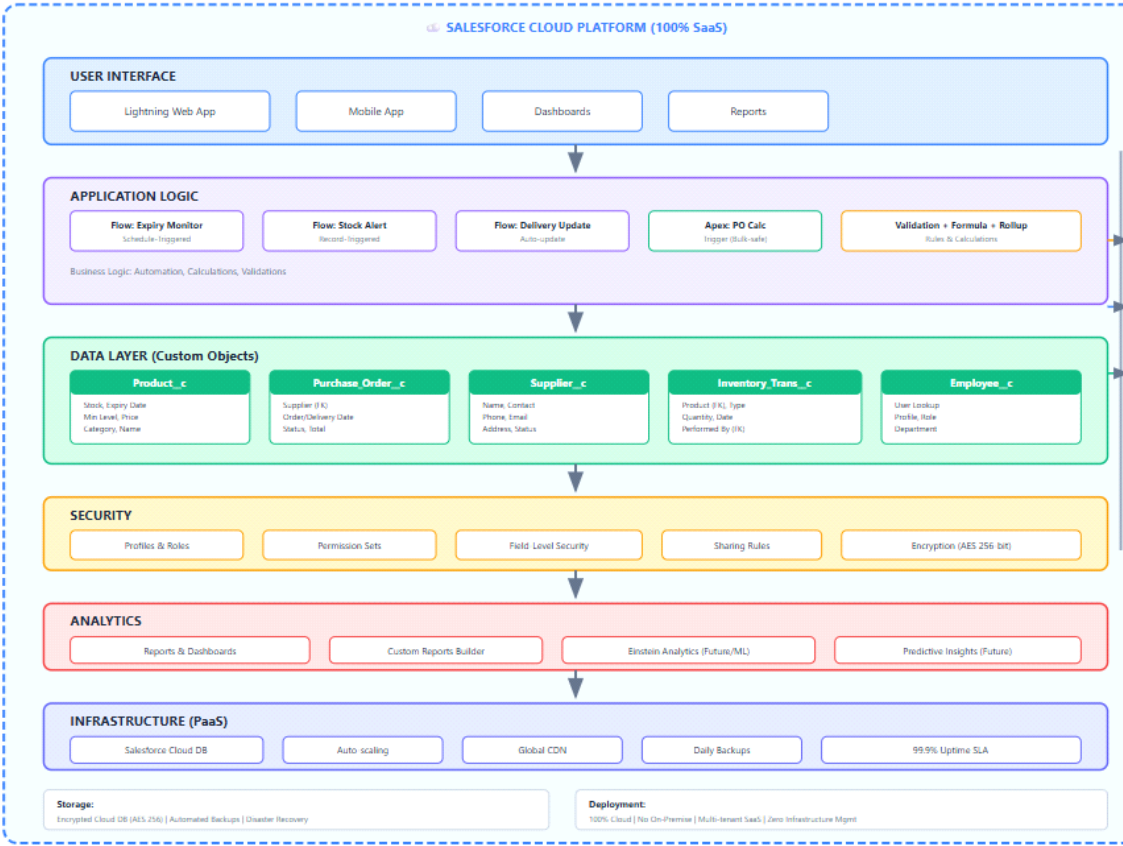 SALESFORCE CLOUD PLATFORM (100% SaaS)
USER INTERFACE
Lightning Web App
Mobile App
Dashboards
Reports
APPLICATION LOGIC
Flow: Expiry Monitor
Schedule-Triggered
Flow: Stock Alert
Record-Triggered
Flow: Delivery Update
Auto-update
Apex: PO Calc
Trigger (Bulk-safe)
Validation + Formula + Rollup
Rules & Calculations
Business Logic: Automation, Calculations, Validations
DATA LAYER (Custom Objects)
Product__c
Stock, Expiry Date
Min Level, Price
Category, Name
Purchase_Order__c
Supplier (FK)
Order/Delivery Date
Status, Total
Supplier__c
Name, Contact
Phone, Email
Address, Status
Inventory_Trans__c
Product (FK), Type
Quantity, Date
Performed By (FK)
Employee__c
User Lookup
Profile, Role
Department
SECURITY
Profiles & Roles
Permission Sets
Field-Level Security
Sharing Rules
Encryption (AES 256-bit)
ANALYTICS
Reports & Dashboards
Custom Reports Builder
Einstein Analytics (Future/ML)
Predictive Insights (Future)
INFRASTRUCTURE (PaaS)
Salesforce Cloud DB
Auto-scaling
Global CDN
Daily Backups
99.9% Uptime SLA
Storage:
Encrypted Cloud DB (AES 256) | Automated Backups | Disaster Recovery
Deployment:
100% Cloud | No On-Premise | Multi-tenant SaaS | Zero Infrastructure Mgmt